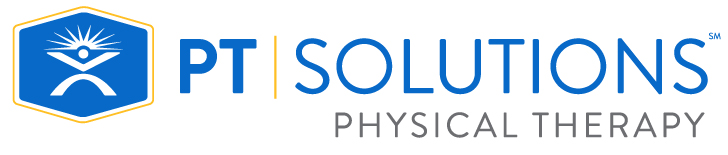 PT | SOLUTIONS℠
PHYSICAL THERAPY